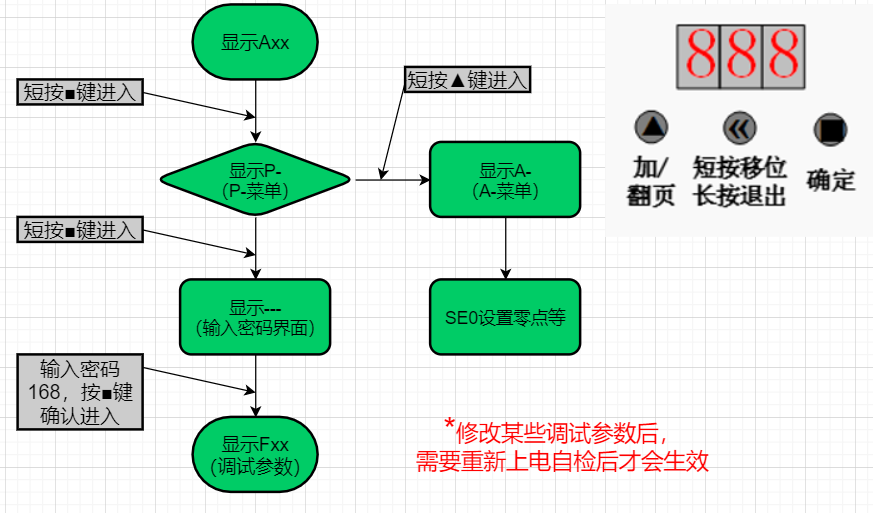 显示Axx
短按■键进入
短按▲键进入
显示P-
(P-菜单)
显示A-
(A-菜单)
短按■键进入
显示---
(输入密码界面)
SE0设置零点等
输入密码
168，按■键
确认进入
显示Fxx
(调试参数)
*修改某些调试参数后，
需要重新上电自检后才会生效
888
加/
翻页
短按移位
长按退出
确定